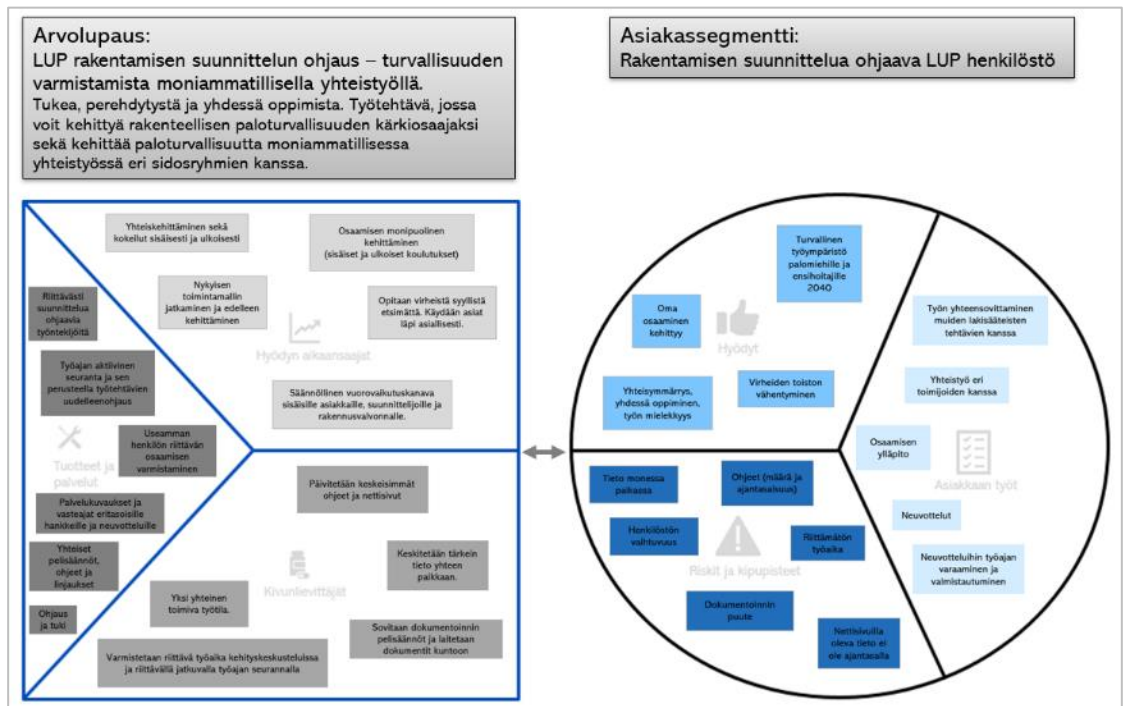 Arvolupaus:
LUP rakentamisen suunnittelun ohjaus – turvallisuuden
varmistamista moniammatillisella yhteistyöllä.
Tukea, perehdytystä ja yhdessä oppimista. Työtehtävä, jossa
voit kehittyä rakenteellisen paloturvallisuuden kärkiosaajaksi
sekä kehittää paloturvallisuutta moniammatillisessa
yhteistyössä eri sidosryhmien kanssa.
Asiakassegmentti:
Rakentamisen suunnittelua ohjaava LUP henkilöstö
Yhteiskehittäminen sekä
kokeilut sisäisesti ja ulkoisesti
Osaamisen monipuolinen
kehittäminen
(sisäiset ja ulkoiset koulutukset)
Nykyisen
toimintamallin
jatkaminen ja edelleen
kehittäminen
Opitaan virheistä syyllistä
etsimättä. Käydään asiat
läpi asiallisesti.
Hyödyn aikaansaajat
Säännöllinen vuorovaikutuskanava
sisäisille asiakkaille, suunnittelijoille ja
rakennusvalvonnalle.
Riittävästi
suunnittelua
ohjaavia
työntekijöitä
Työajan aktiivinen
seuranta ja sen
perusteella työtehtävien
uudelleenohjaus
Useamman
henkilön riittävän
osaamisen
varmistaminen
Tuotteet ja
palvelut
Palvelukuvaukset ja
vasteajat eritasoisille
hankkeille ja neuvotteluille
Yhteiset
pelisäännöt,
ohjeet ja
linjaukset
Ohjaus
ja tuki
Päivitetään keskeisimmät
ohjeet ja nettisivut
Keskitetään tärkein
tieto yhteen
paikkaan.
Kivunlievittäjät
Yksi yhteinen
toimiva työtila.
Sovitaan dokumentoinnin
pelisäännöt ja laitetaan
dokumentit kuntoon
Varmistetaan riittävä työaika kehityskeskusteluissa
ja riittävällä jatkuvalla työajan seurannalla
Turvallinen
työympäristö
palomiehille ja
ensihoitajille
2040
Oma
osaaminen
kehittyy
Hyödyt
Yhteisymmärrys,
yhdessä oppiminen,
työn mielekkyys
Virheiden toiston
vähentyminen
Työn yhteensovittaminen
muiden lakisääteisten
tehtävien kanssa
Yhteistyö eri
toimijoiden kanssa
Osaamisen
ylläpito
Asiakkaan työt
Neuvottelut
Neuvotteluihin työajan
varaaminen ja
valmistautuminen
Tieto monessa
paikassa
Ohjeet (määrä ja
ajantasaisuus)
Henkilöstön
vaihtuvuus
Riittämätön
työaika
Riskit ja kipupisteet
Dokumentoinnin
puute
Nettisivuilla
oleva tieto ei
ole ajantasalla